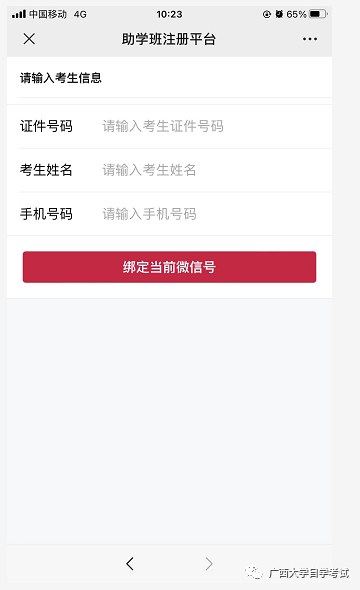 中国移动 4G 10:23 65%
助学班注册平台
请输入考生信息
证件号码 请输入考生证件号码
考生姓名 请输入考生姓名
手机号码 请输入手机号码
绑定当前微信号
广西大学自学考试